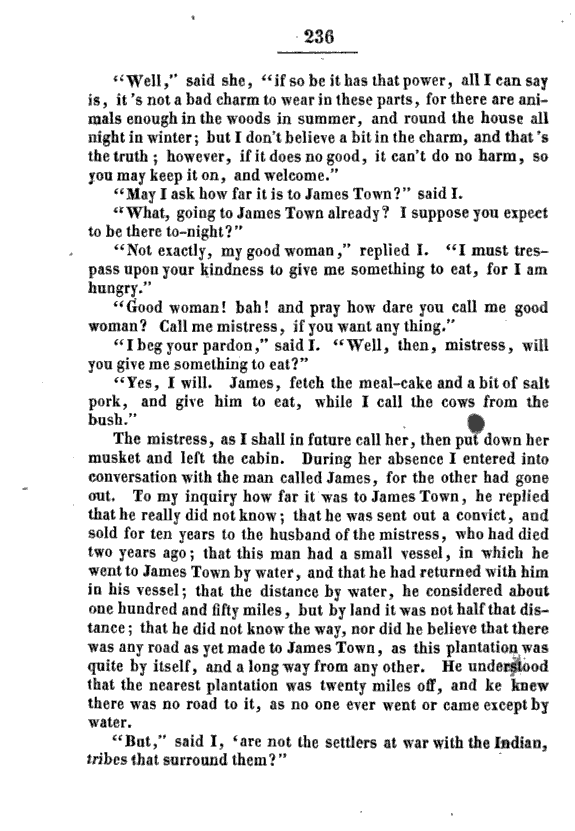 236
“Well,” said she, “if so be it has that power, all I can say
is, it 's not a bad charm to wear in these parts, for there are ani-
mals enough in the woods in summer, and round the house all
night in winter; but I don't believe a bit in the charm, and that 's
the truth ; however, if it does no good, it can't do no harm, so
you may keep it on, and welcome.”
“May I ask how far it is to James Town?” said I.
“What, going to James Town already? I suppose you expect
to be there to-night?”
“Not exactly, my good woman,” replied I. “I must tres-
pass upon your kindness to give me something to eat, for I am
hungry.”
“Good woman! bah! and pray how dare you call me good
woman? Call me mistress, if you want any thing.”
“I beg your pardon,” said I. “Well, then, mistress, will
you give me something to eat?”
“Yes, I will. James, fetch the meal-cake and a bit of salt
pork, and give him to eat, while I call the cows from the
bush.”
The mistress, as I shall in future call her, then put down her
musket and left the cabin. During her absence I entered into
conversation with the man called James, for the other had gone
out. To my inquiry how far it was to James Town, he replied
that he really did not know; that he was sent out a convict, and
sold for ten years to the husband of the mistress, who had died
two years ago; that this man had a small vessel, in which he
went to James Town by water, and that he had returned with him
in his vessel; that the distance by water, he considered about
one hundred and fifty miles, but by land it was not half that dis-
tance; that he did not know the way, nor did he believe that there
was any road as yet made to James Town, as this plantation was
quite by itself, and a long way from any other. He understood
that the nearest plantation was twenty miles off, and ke knew
there was no road to it, as no one ever went or came except by
water.
“But,” said I, ‘are not the settlers at war with the Indian,
tribes that surround them?”